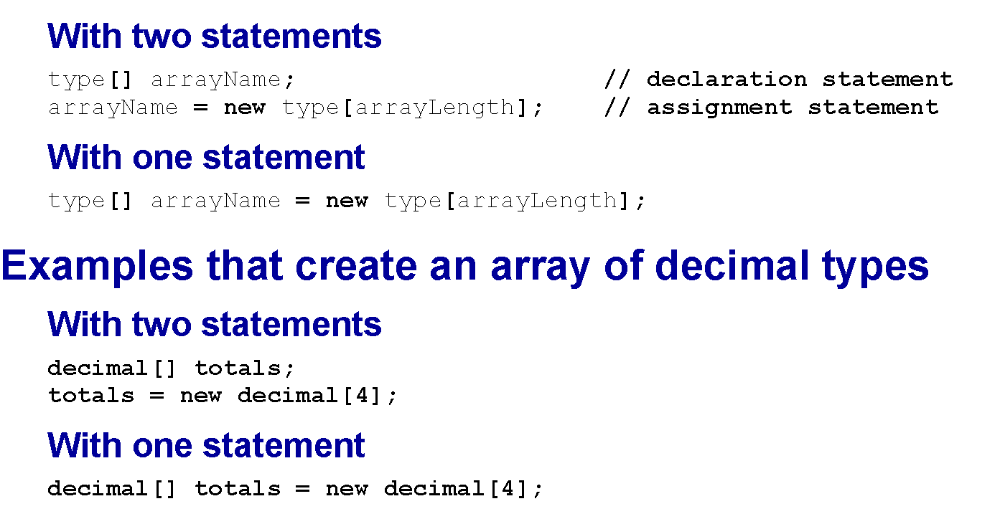 With two statements
type[] arrayName; // declaration statement
arrayName = new type[arrayLength]; // assignment statement
With one statement
type[] arrayName = new type[arrayLength];
Examples that create an array of decimal types
With two statements
decimal[] totals;
totals = new decimal[4];
With one statement
decimal[] totals = new decimal[4];